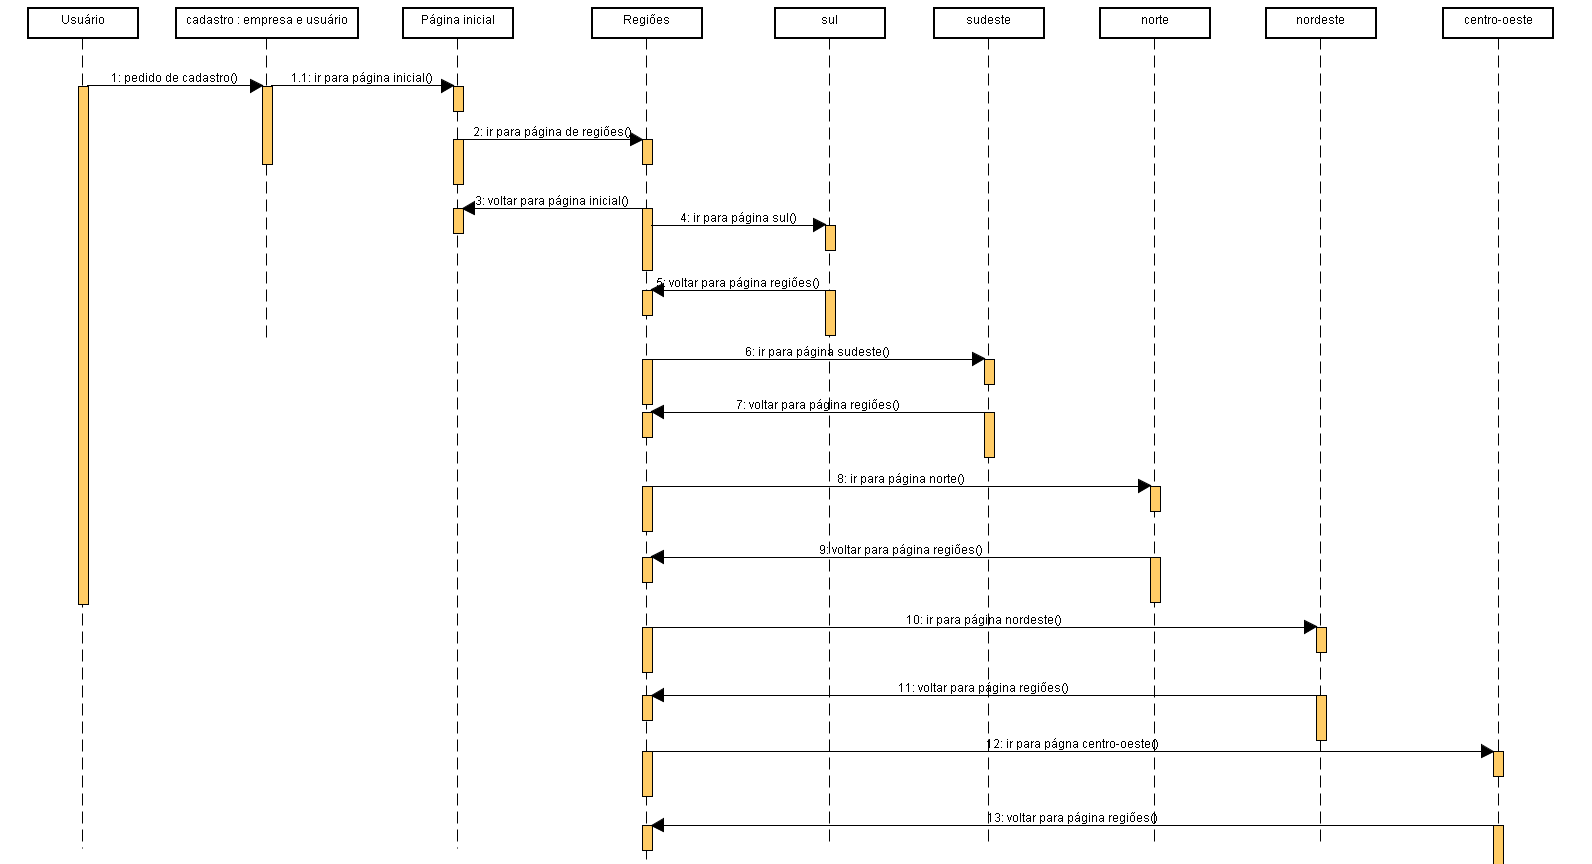 Usuário
cadastro : empresa e usuário
Página inicial
Regiões
sul
sudeste
norte
nordeste
centro-oeste
1: pedido de cadastro()
1.1: ir para página inicial()
2: ir para página de regiões()
3: voltar para página inicial()
4: ir para página sul()
5: voltar para página regiões()
6: ir para página sudeste()
7: voltar para página regiões()
8: ir para página norte()
9: voltar para página regiões()
10: ir para página nordeste()
11: voltar para página regiões()
12: ir para págna centro-oeste()
13: voltar para página regiões()